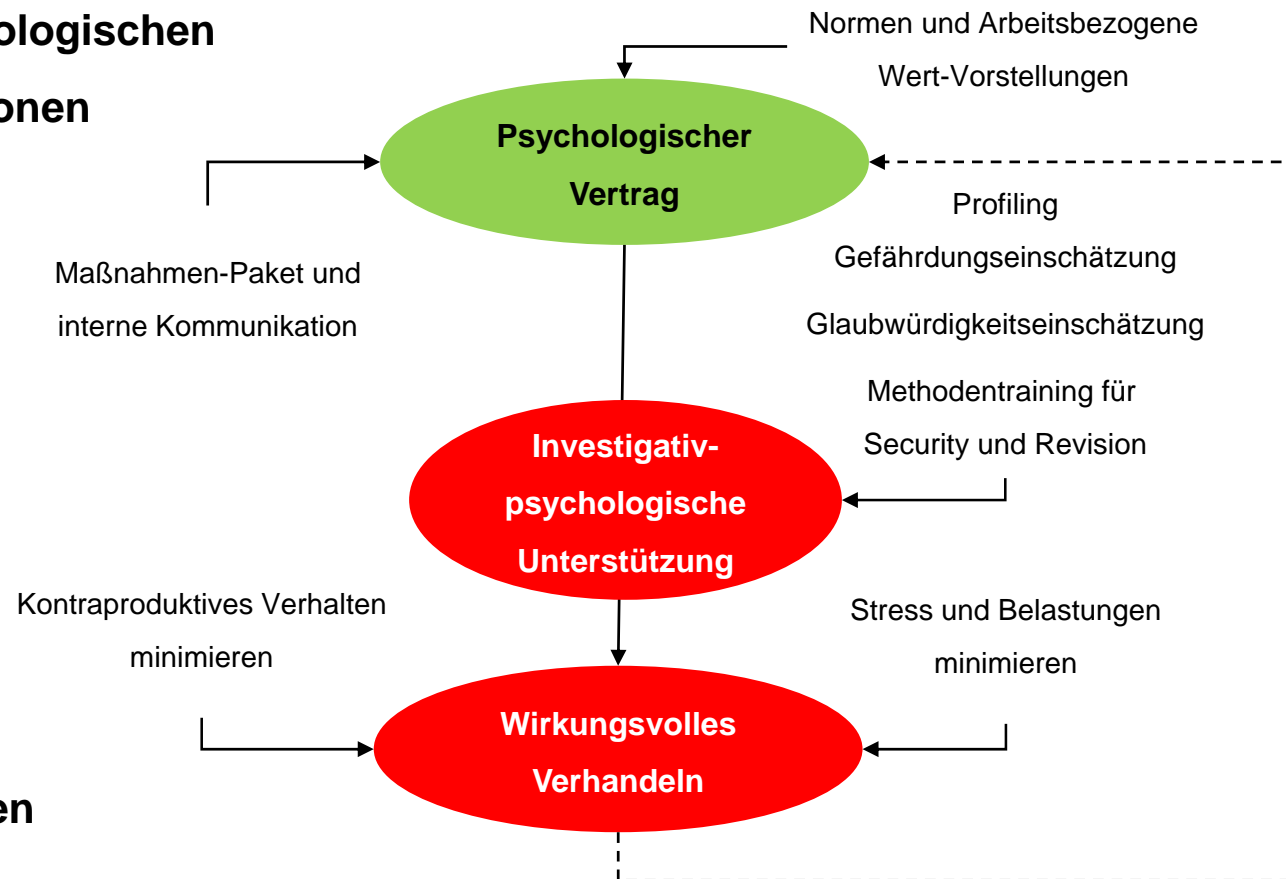 ologischen
onen
Normen und Arbeitsbezogene
Wert-Vorstellungen
Psychologischer
Vertrag
Maßnahmen-Paket und
interne Kommunikation
Profiling
Gefährdungseinschätzung
Glaubwürdigkeitseinschätzung
Methodentraining für
Security und Revision
Investigativ-
psychologische
Unterstützung
Kontraproduktives Verhalten
minimieren
Stress und Belastungen
minimieren
Wirkungsvolles
Verhandeln
en